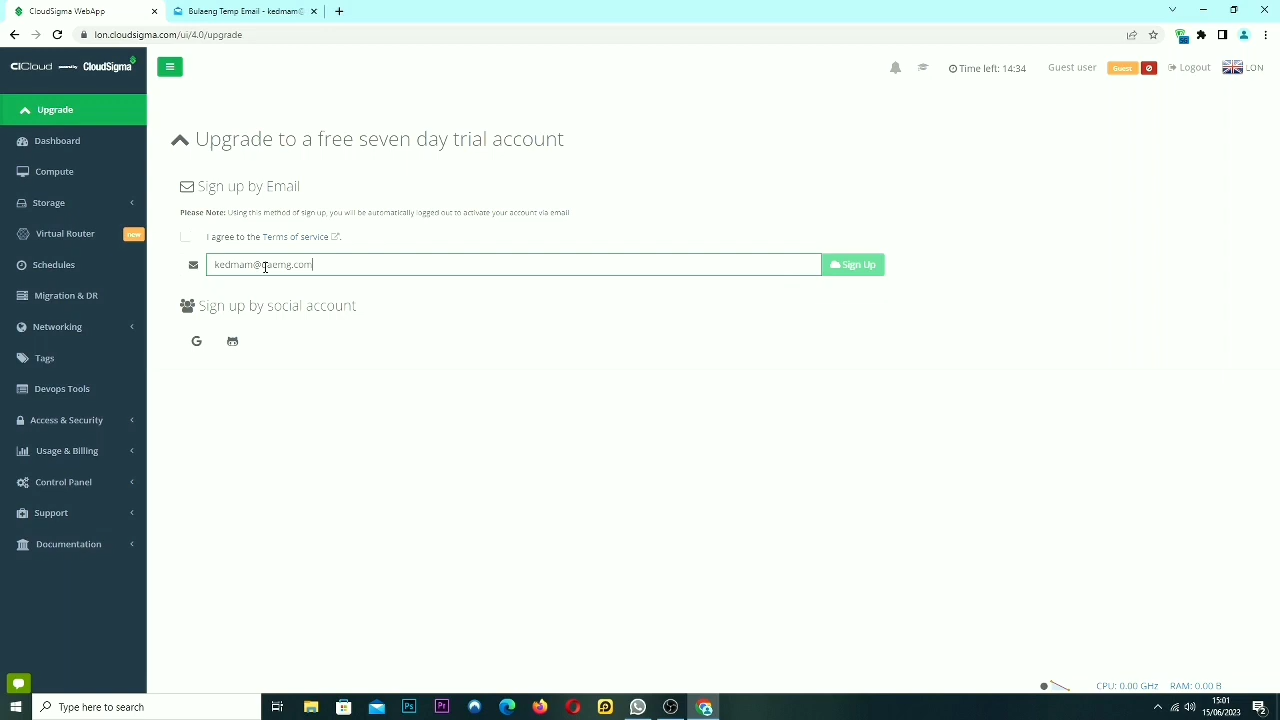 CloudSigma WebApp
Bulaeng Temp Email - kedmam@
lon.cloudsigma.com/ui/4.0/upgrade
CICloud CloudSigma
Time left: 14:34
Guest user
Guest
Logout
LON
Upgrade
Dashboard
Compute
Storage
Virtual Router new
Schedules
Migration & DR
Networking
Tags
Devops Tools
Access & Security
Usage & Billing
Control Panel
Support
Documentation
Upgrade to a free seven day trial account
Sign up by Email
Please Note: Using this method of sign up, you will be automatically logged out to activate your account via email
I agree to the Terms of service .
Sign Up
Sign up by social account
CPU: 0.00 GHz RAM: 0.00 B
Type here to search
15:01
15/06/2023